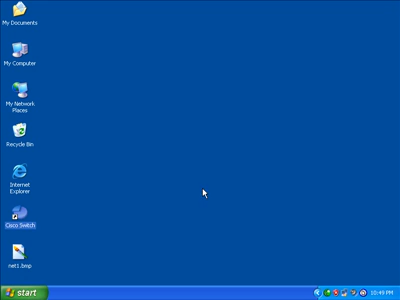 My Documents
My Computer
My Network
Places
Recycle Bin
Internet
Explorer
Cisco Switch
net1.bmp
start
10:49 PM